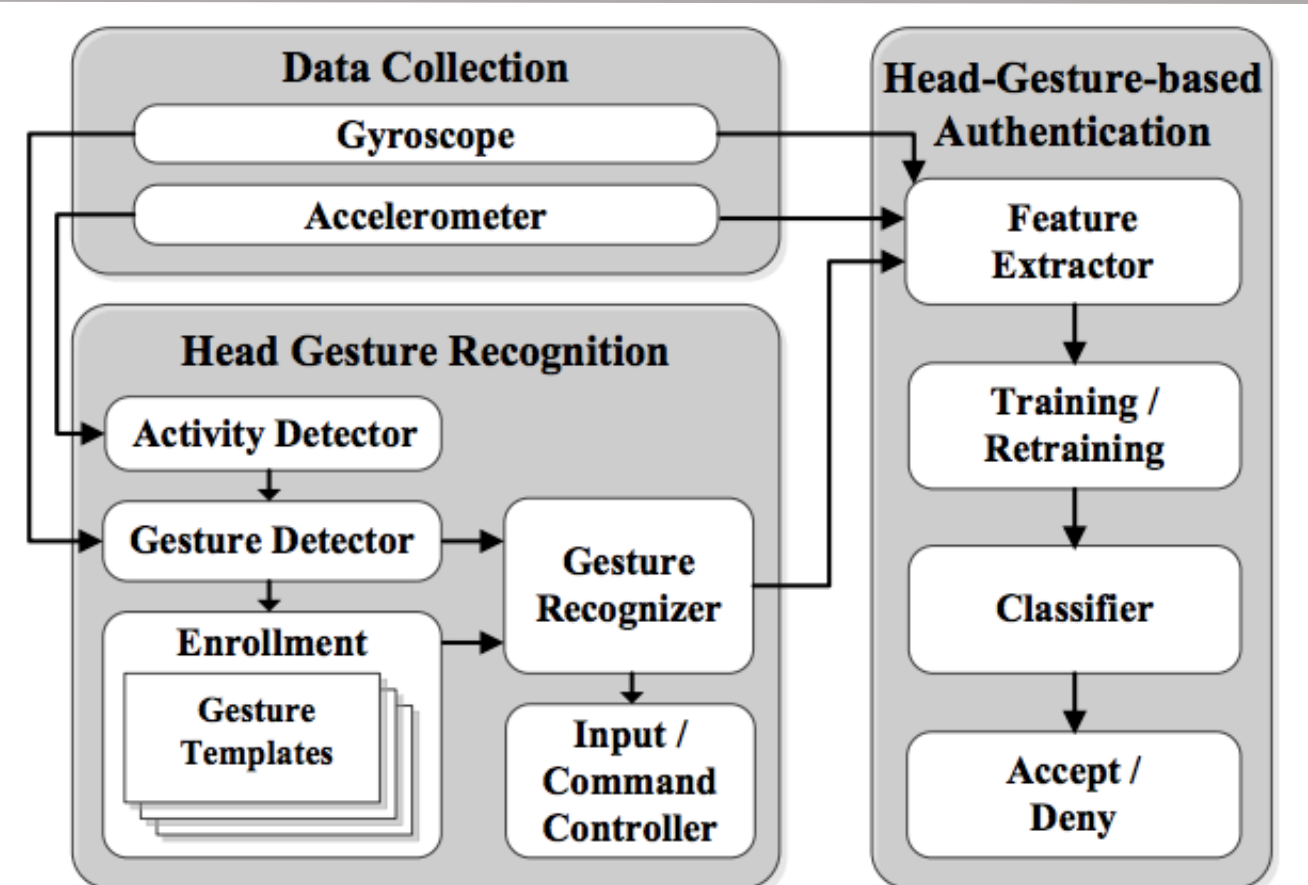 Data Collection
Gyroscope
Accelerometer
Head Gesture Recognition
Activity Detector
Gesture Detector
Enrollment
Gesture
Templates
Gesture
Recognizer
Input /
Command
Controller
Head-Gesture-based
Authentication
Feature
Extractor
Training /
Retraining
Classifier
Accept /
Deny